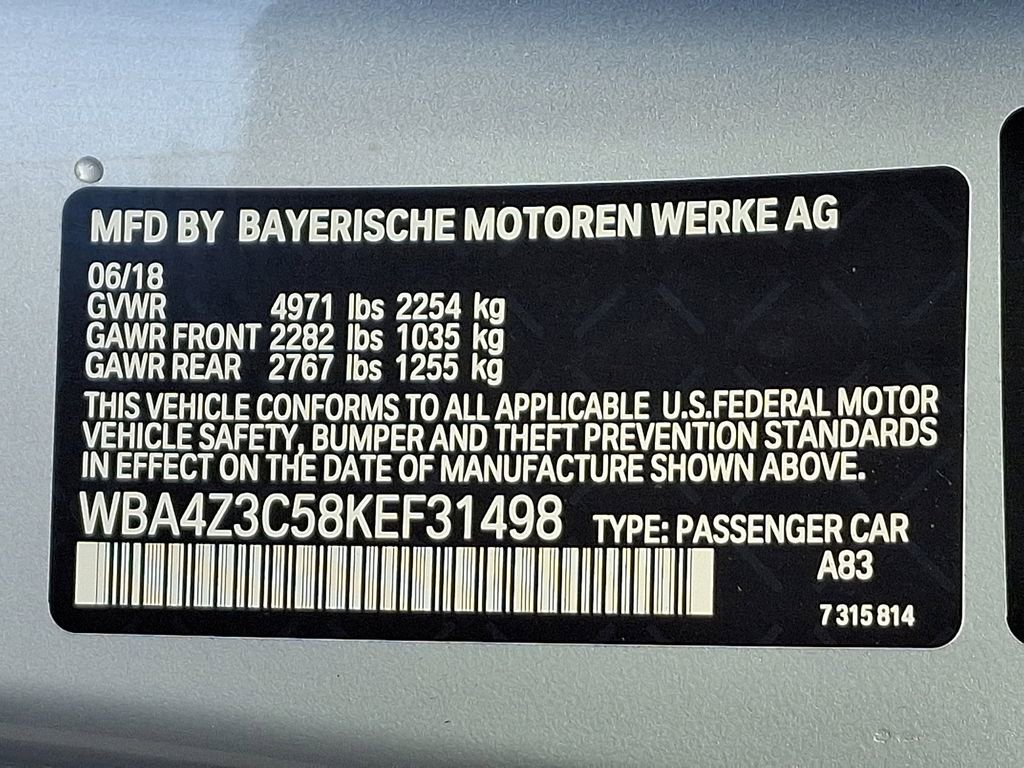 MFD BY BAYERISCHE MOTOREN WERKE AG
06/18
GVWR 4971 lbs 2254 kg
GAWR FRONT 2282 lbs 1035 kg
GAWR REAR 2767 lbs 1255 kg
THIS VEHICLE CONFORMS TO ALL APPLICABLE U.S.FEDERAL MOTOR
VEHICLE SAFETY, BUMPER AND THEFT PREVENTION STANDARDS
IN EFFECT ON THE DATE OF MANUFACTURE SHOWN ABOVE.
WBA4Z3C58KEF31498 TYPE: PASSENGER CAR
A83
7 315 814